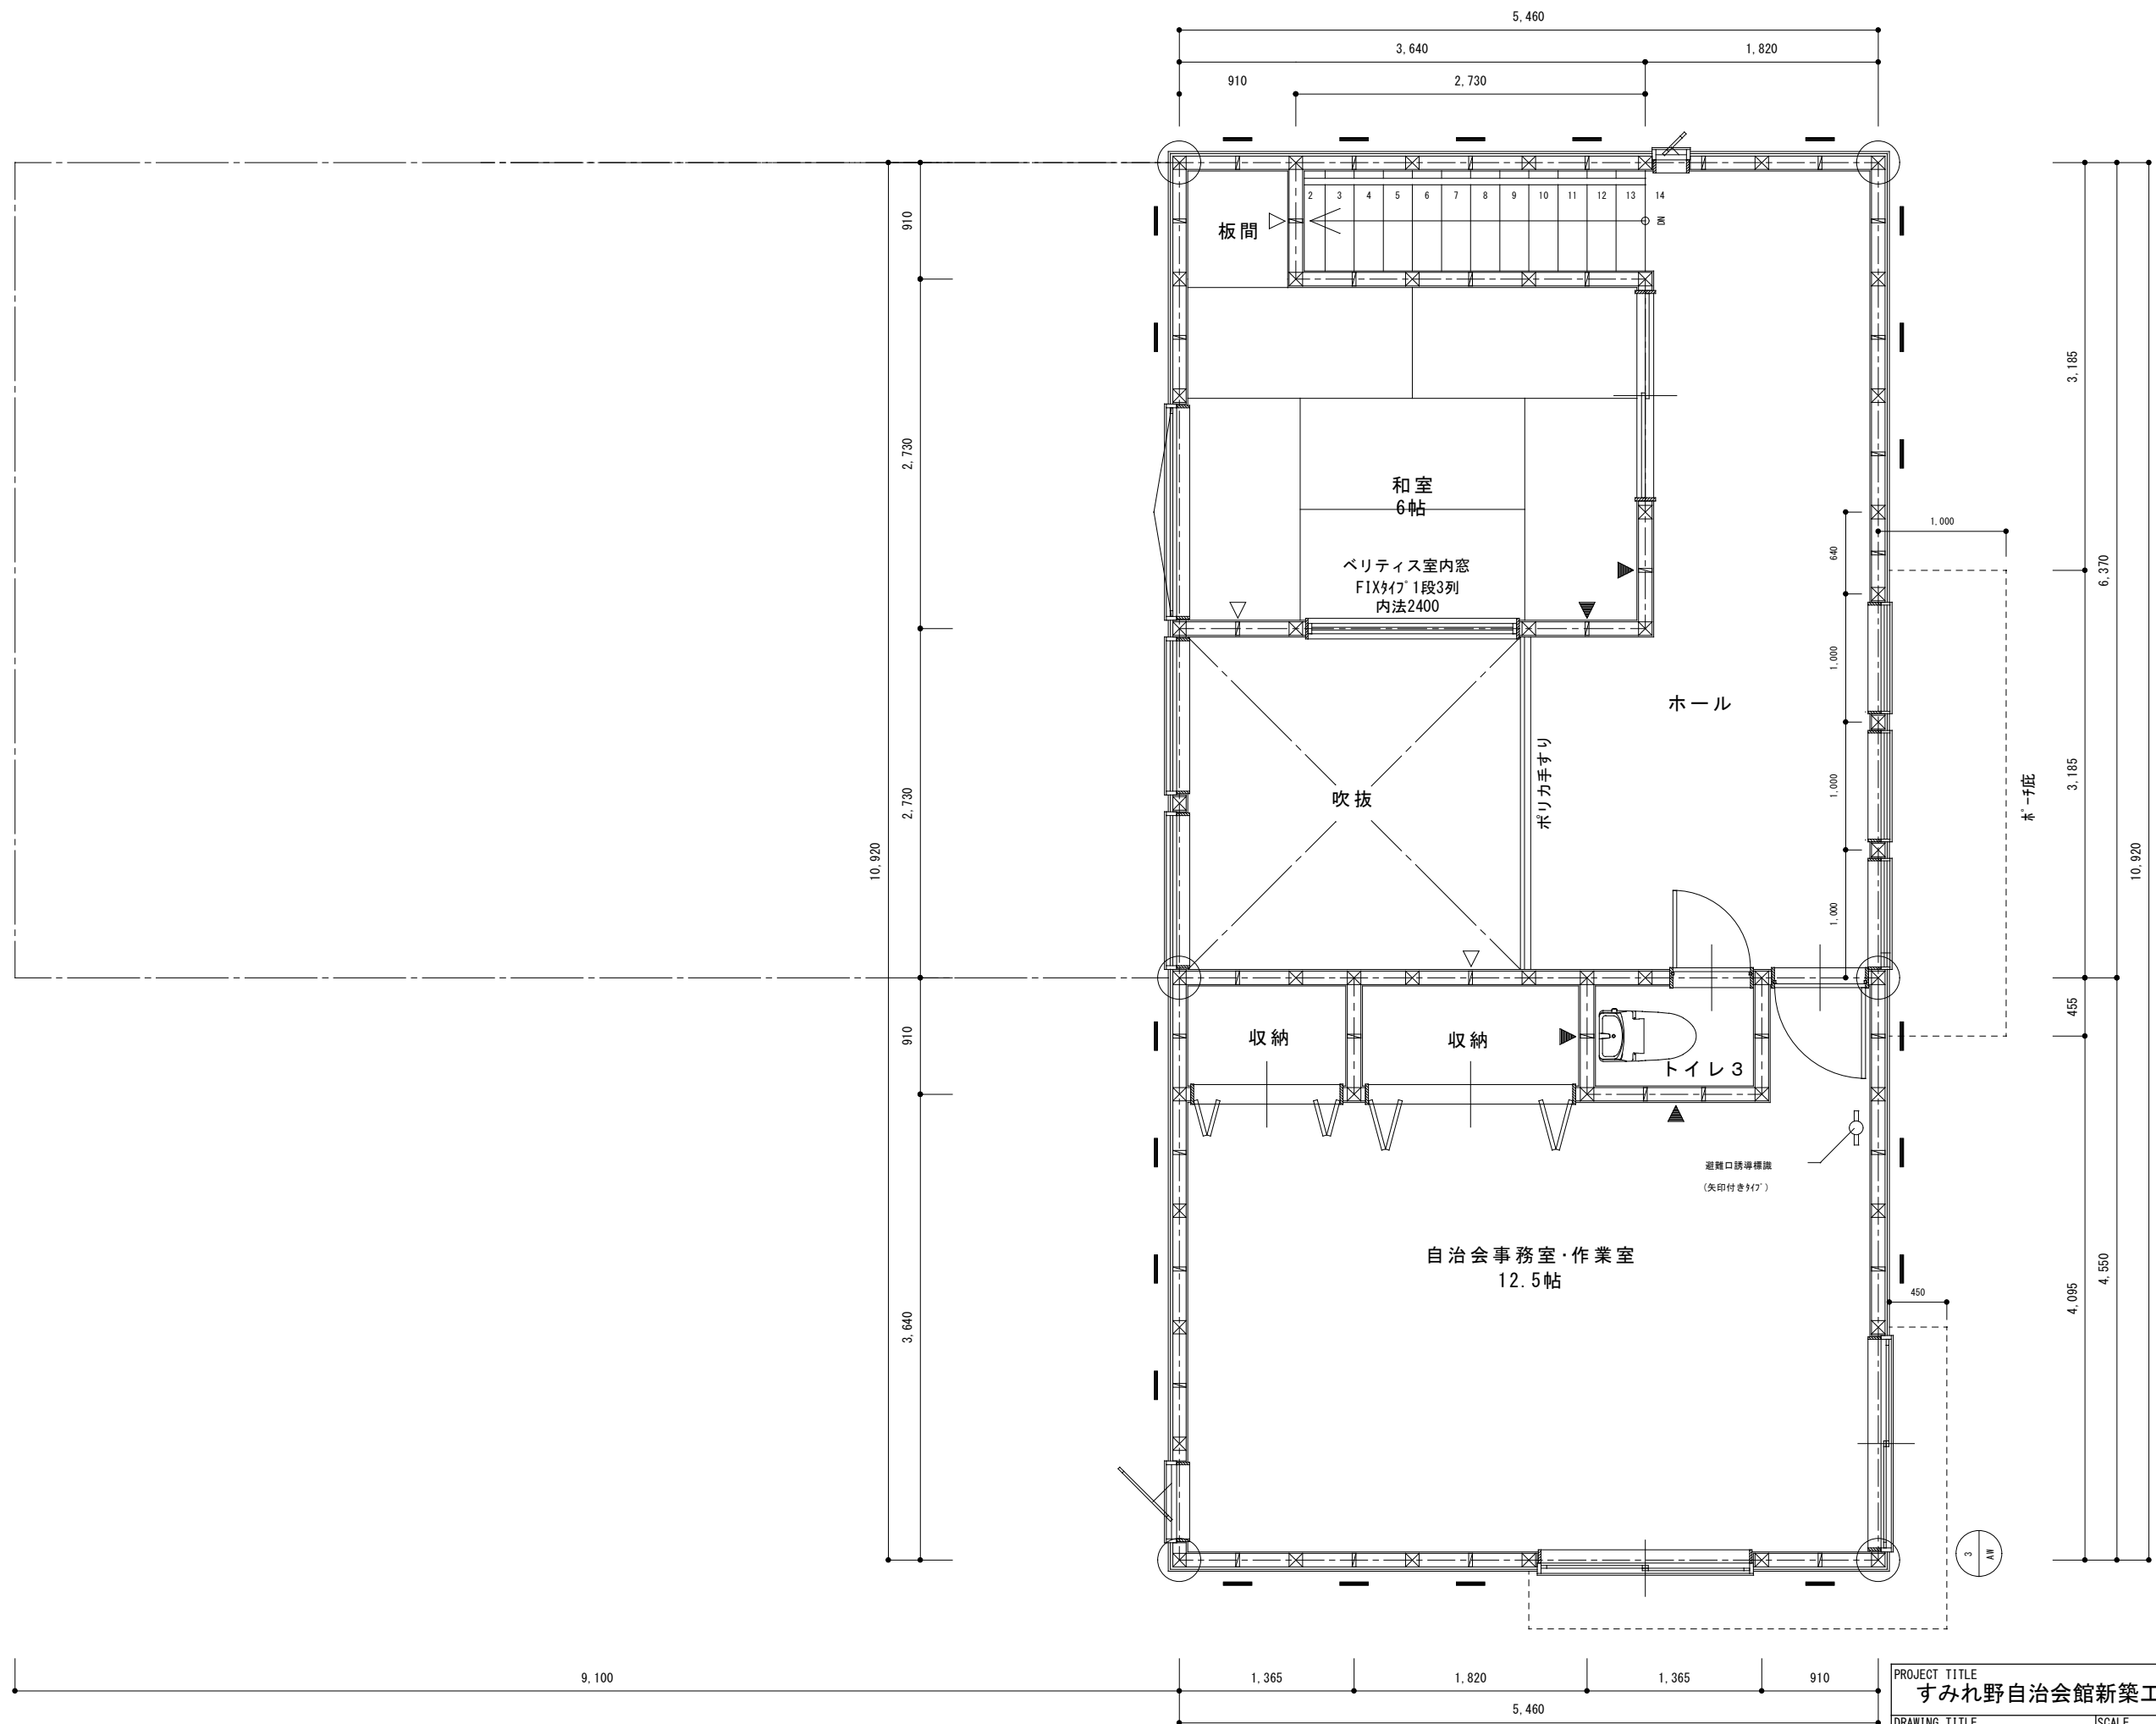 5,460
3,640
1,820
910
2,730
2 3 4 5 6 7 8 9 10 11 12 13 14
DN
板間
910
3,185
2,730
和室
6帖
1,000
640
6,370
ベリティス室内窓
FIXﾀｲﾌﾟ1段3列
内法2400
1,000
ホール
ポリカ手すり
吹抜
2,730
10,920
1,000
3,185
ﾎﾟｰﾁ庇
10,920
1,000
455
910
収納
収納
トイレ3
避難口誘導標識
(矢印付きﾀｲﾌﾟ)
自治会事務室・作業室
12.5帖
3,640
4,095
4,550
450
3
AW
9,100
1,365
1,820
1,365
910
5,460
PROJECT TITLE
すみれ野自治会館新築工
DRAWING TITLE
SCALE